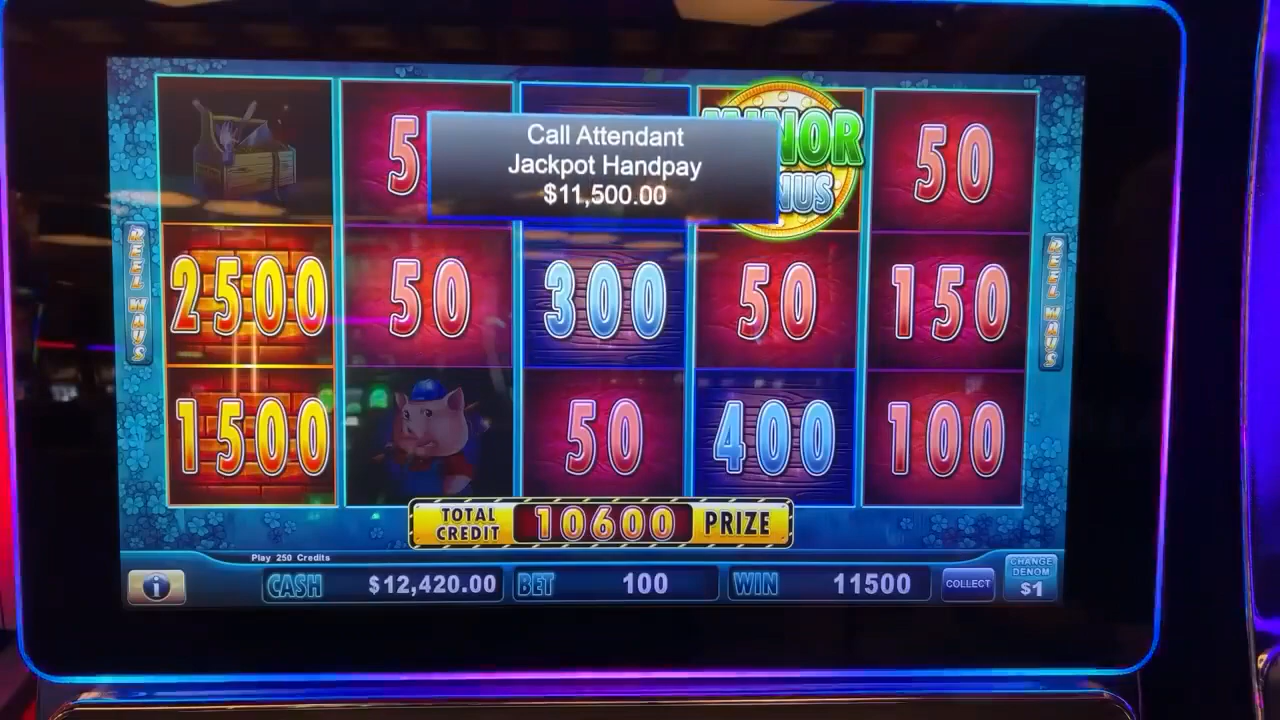 Call Attendant
Jackpot Handpay
$11,500.00
5
50
2500
50
300
50
150
1500
50
400
100
REEL WAYS
REEL WAYS
TOTAL CREDIT 10600 PRIZE
Play 250 Credits
CASH $12,420.00 BET 100 WIN 11500 COLLECT
CHANGE
DENOM
$1